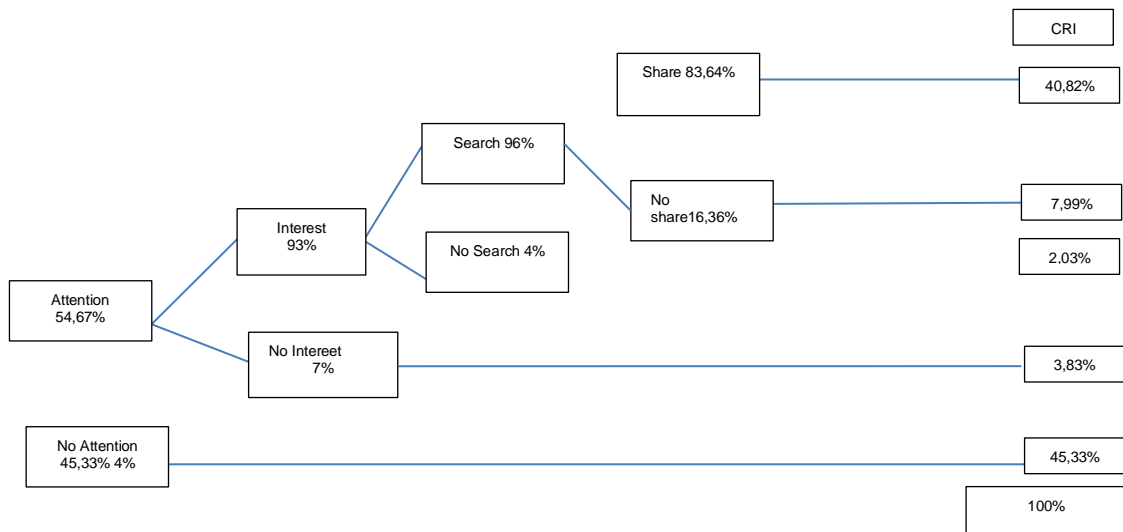 CRI
Share 83,64%
40,82%
Search 96%
No
share16,36%
7,99%
Interest
93%
No Search 4%
2,03%
Attention
54,67%
No Intereet
7%
3,83%
No Attention
45,33% 4%
45,33%
100%